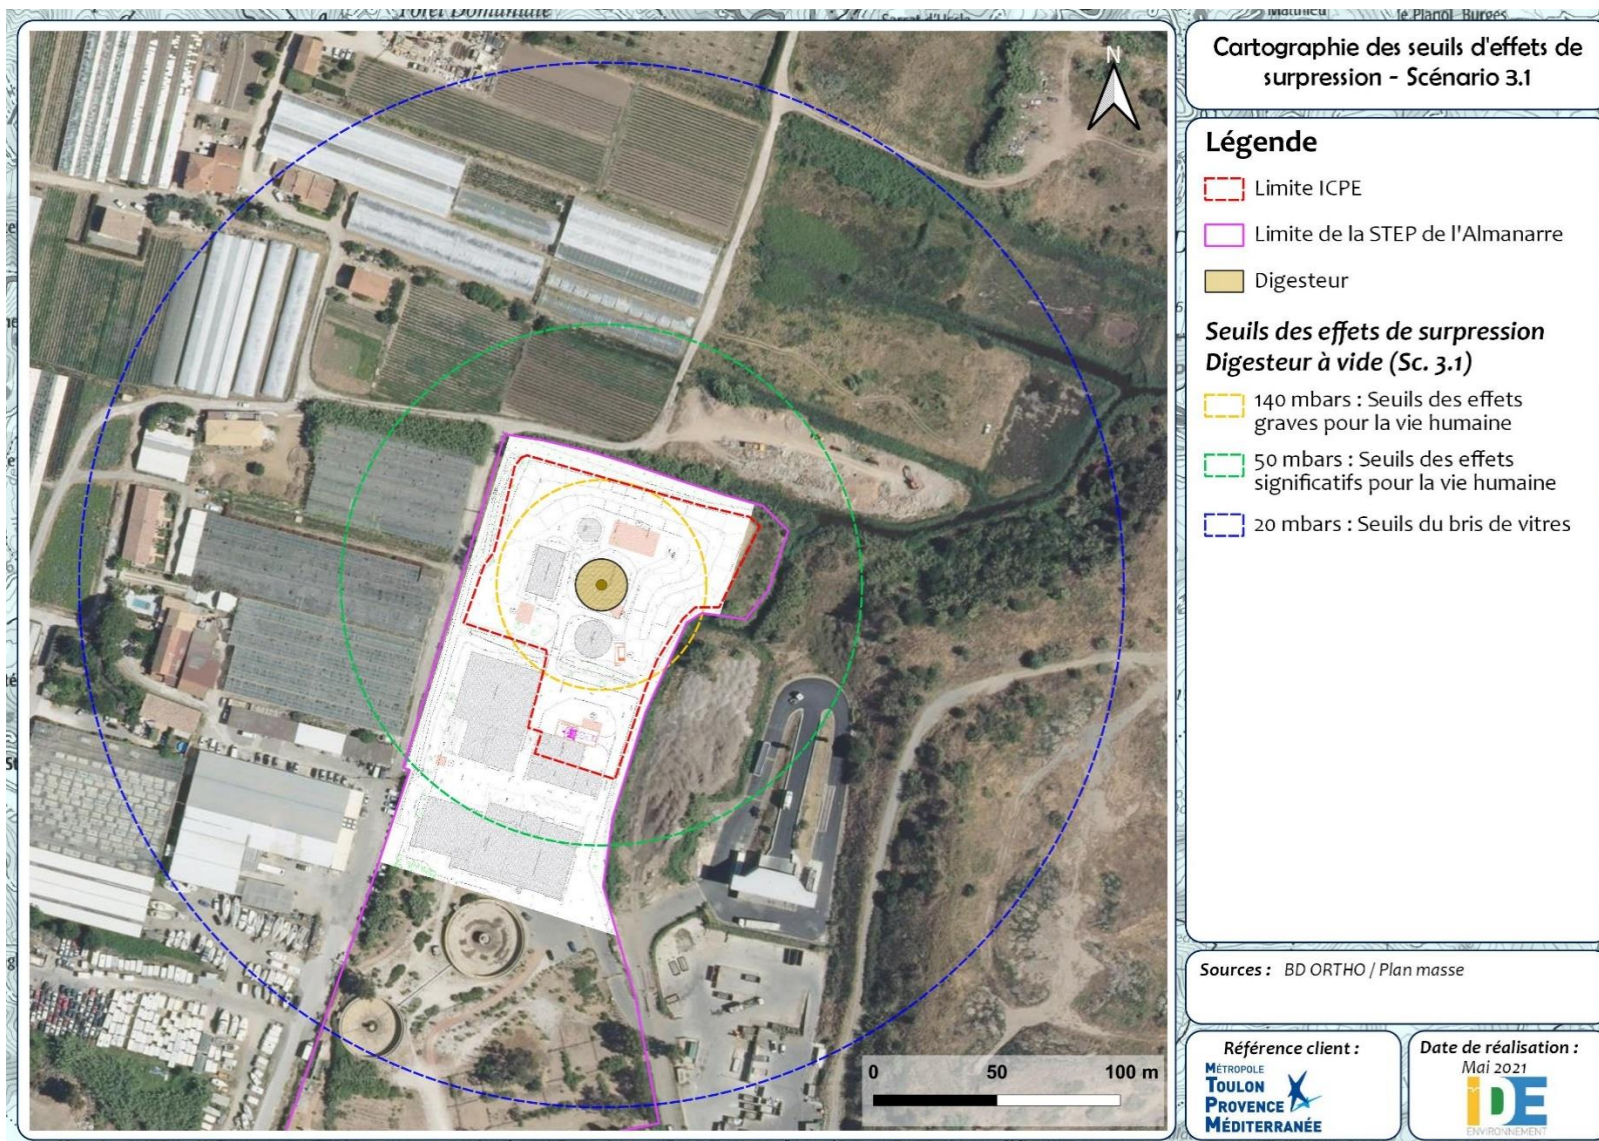 Forêt Domaniale
Cartographie des seuils d'effets de
surpression - Scénario 3.1
N
Légende
Limite ICPE
Limite de la STEP de l'Almanarre
Digesteur
Seuils des effets de surpression
Digesteur à vide (Sc. 3.1)
140 mbars : Seuils des effets
graves pour la vie humaine
50 mbars : Seuils des effets
significatifs pour la vie humaine
20 mbars : Seuils du bris de vitres
Sources : BD ORTHO / Plan masse
0 50 100 m
Référence client :
MÉTROPOLE
TOULON
PROVENCE
MÉDITERRANÉE
Date de réalisation :
Mai 2021
iDE
ENVIRONNEMENT